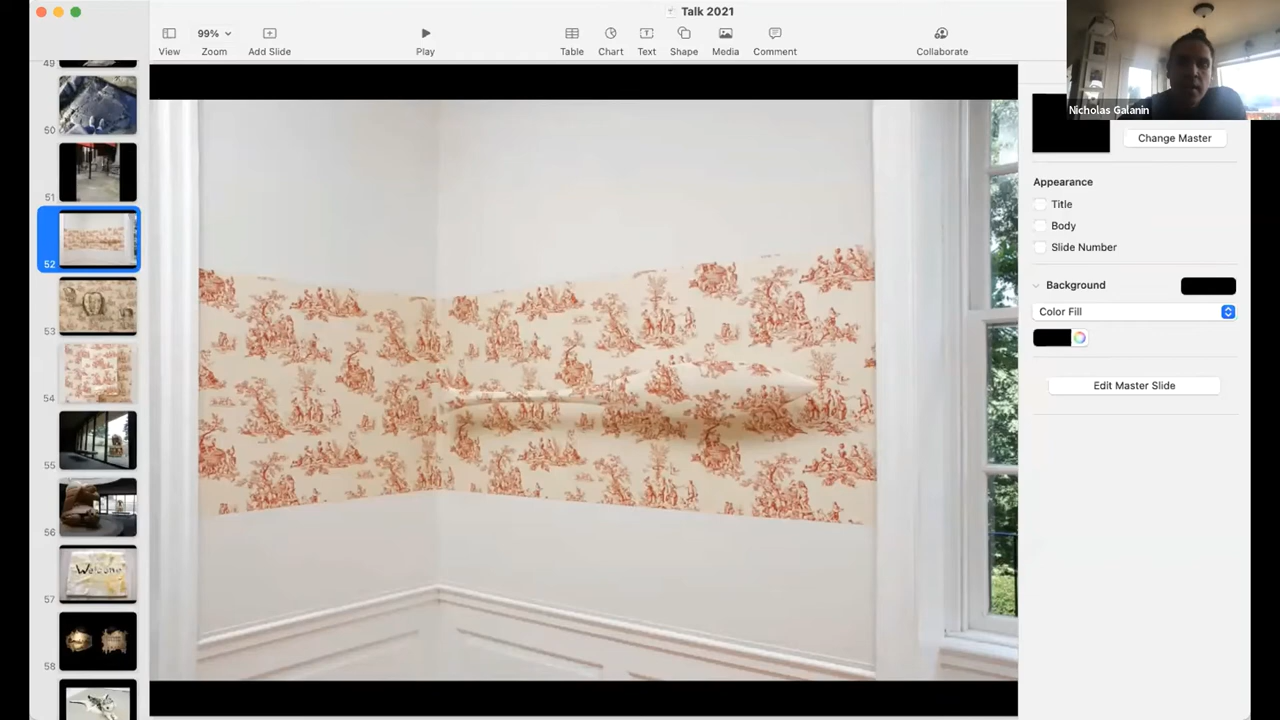 Talk 2021
99%
View
Zoom
Add Slide
Play
Table
Chart
Text
Shape
Media
Comment
Collaborate
Nicholas Galanin
Change Master
Appearance
Title
Body
Slide Number
Background
Color Fill
Edit Master Slide
49
50
51
52
53
54
55
56
57
Welcome
58